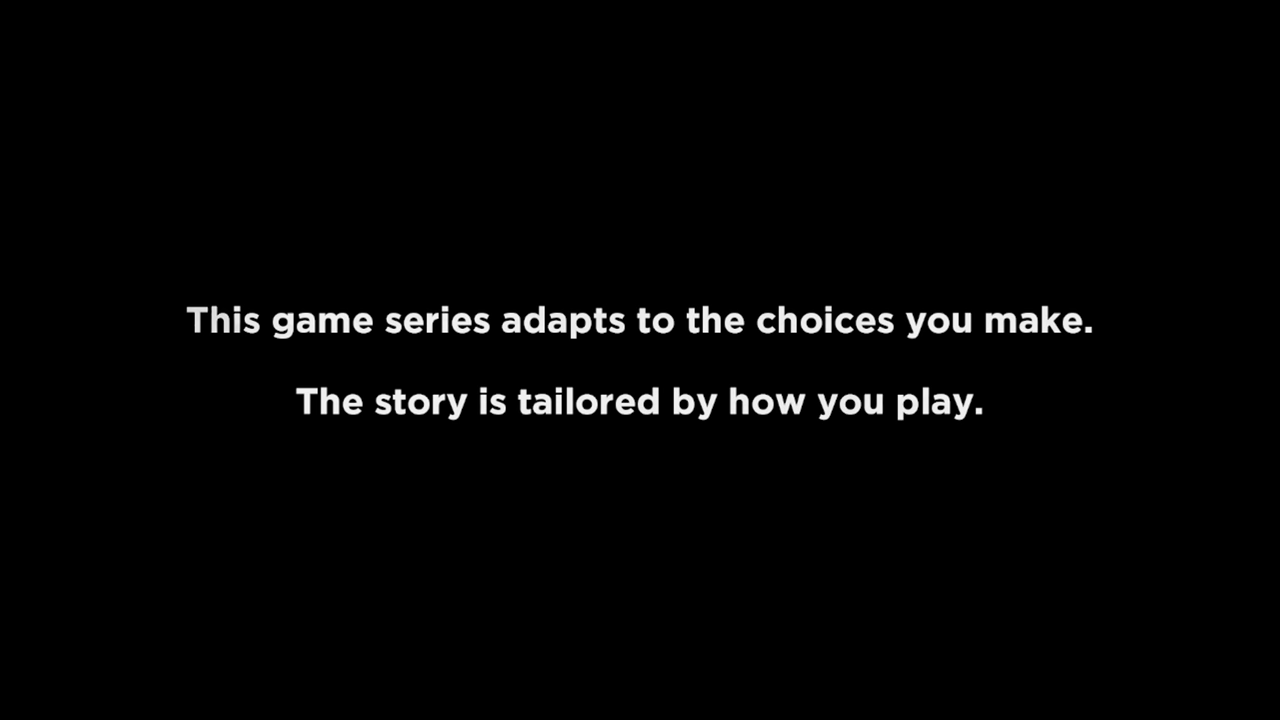 This game series adapts to the choices you make.
The story is tailored by how you play.